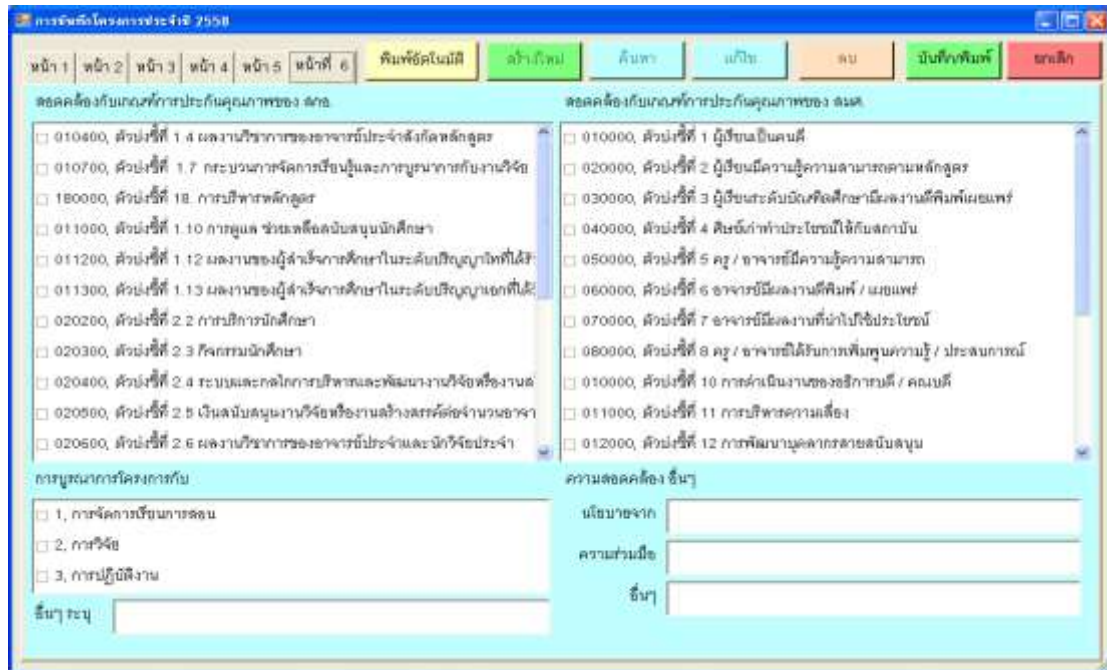 การบันทึกโครงการประจำปี 2558
หน้า 1 หน้า 2 หน้า 3 หน้า 4 หน้า 5 หน้าที่ 6 พิมพ์อัตโนมัติ สร้างใหม่ ค้นหา แก้ไข ลบ บันทึก/พิมพ์ ยกเลิก
สอดคล้องกับเกณฑ์การประกันคุณภาพของ สกอ.
010400, ตัวบ่งชี้ที่ 1.4 ผลงานวิชาการของอาจารย์ประจำสังกัดหลักสูตร
010700, ตัวบ่งชี้ที่ 1.7 กระบวนการจัดการเรียนรู้และการบูรนาการกับงานวิจัย
180000, ตัวบ่งชี้ที่ 18. การบริหารหลักสูตร
011000, ตัวบ่งชี้ที่ 1.10 การดูแล ช่วยเหลือสนับสนุนนักศึกษา
011200, ตัวบ่งชี้ที่ 1.12 ผลงานของผู้สำเร็จการศึกษาในระดับปริญญาโทที่ได้รั
011300, ตัวบ่งชี้ที่ 1.13 ผลงานของผู้สำเร็จการศึกษาในระดับปริญญาเอกที่ได้
020200, ตัวบ่งชี้ที่ 2.2 การบริการนักศึกษา
020300, ตัวบ่งชี้ที่ 2.3 กิจกรรมนักศึกษา
020400, ตัวบ่งชี้ที่ 2.4 ระบบและกลไกการบริหารและพัฒนางานวิจัยหรืองานส
020500, ตัวบ่งชี้ที่ 2.5 เงินสนับสนุนงานวิจัยหรืองานสร้างสรรค์ต่อจำนวนอาจา
020600, ตัวบ่งชี้ที่ 2.6 ผลงานวิชาการของอาจารย์ประจำและนักวิจัยประจำ
สอดคล้องกับเกณฑ์การประกันคุณภาพของ สมศ.
010000, ตัวบ่งชี้ที่ 1 ผู้เรียนเป็นคนดี
020000, ตัวบ่งชี้ที่ 2 ผู้เรียนมีความรู้ความสามารถตามหลักสูตร
030000, ตัวบ่งชี้ที่ 3 ผู้เรียนระดับบัณฑิตศึกษามีผลงานตีพิมพ์เผยแพร่
040000, ตัวบ่งชี้ที่ 4 ศิษย์เก่าทำประโยชน์ให้กับสถาบัน
050000, ตัวบ่งชี้ที่ 5 ครู / อาจารย์มีความรู้ความสามารถ
060000, ตัวบ่งชี้ที่ 6 อาจารย์มีผลงานตีพิมพ์ / เผยแพร่
070000, ตัวบ่งชี้ที่ 7 อาจารย์มีผลงานที่นำไปใช้ประโยชน์
080000, ตัวบ่งชี้ที่ 8 ครู / อาจารย์ได้รับการเพิ่มพูนความรู้ / ประสบการณ์
010000, ตัวบ่งชี้ที่ 10 การดำเนินงานของอธิการบดี / คณบดี
011000, ตัวบ่งชี้ที่ 11 การบริหารความเสี่ยง
012000, ตัวบ่งชี้ที่ 12 การพัฒนาบุคลากรสายสนับสนุน
การบูรณาการโครงการกับ
1, การจัดการเรียนการสอน
2, การวิจัย
3, การปฏิบัติงาน
อื่นๆ ระบุ
ความสอดคล้อง อื่นๆ
นโยบายจาก
ความร่วมมือ
อื่นๆ